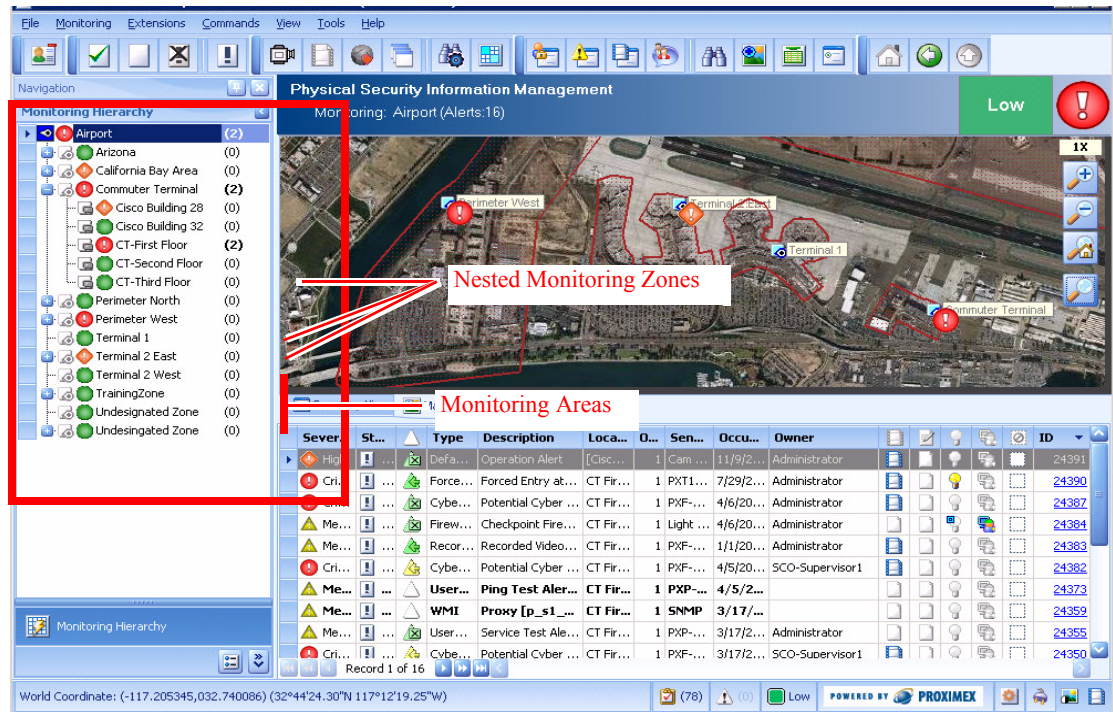 File Monitoring Extensions Commands View Tools Help
Navigation
Monitoring Hierarchy
Airport (2)
Arizona (0)
California Bay Area (0)
Commuter Terminal (2)
Cisco Building 28 (0)
Cisco Building 32 (0)
CT-First Floor (2)
CT-Second Floor (0)
CT-Third Floor (0)
Perimeter North (0)
Perimeter West (0)
Terminal 1 (0)
Terminal 2 East (0)
Terminal 2 West (0)
TrainingZone (0)
Undesignated Zone (0)
Undesingated Zone (0)
Monitoring Hierarchy
Physical Security Information Management
Monitoring: Airport (Alerts:16)
Low
1X
Perimeter West
Terminal 2 East
Terminal 1
Commuter Terminal
Nested Monitoring Zones
Monitoring Areas
Sever... St... Type Description Loca... O... Sen... Occu... Owner ID
High ... Defa... Operation Alert [Cisc... 1 Cam ... 11/9/2... Administrator 24391
Cri... ... Force... Forced Entry at... CT Fir... 1 PXT1... 7/29/2... Administrator 24390
Cri... ... Cybe... Potential Cyber ... CT Fir... 1 PXF-... 4/6/20... Administrator 24387
Me... ... Firew... Checkpoint Fire... CT Fir... 1 Light ... 4/6/20... Administrator 24384
Me... ... Recor... Recorded Video... CT Fir... 1 PXF-... 1/1/20... Administrator 24383
Cri... ... Cybe... Potential Cyber ... CT Fir... 1 PXF-... 4/5/20... SCO-Supervisor1 24382
Me... ... User... Ping Test Aler... CT Fir... 1 PXP-... 4/5/2... 24373
Me... ... WMI Proxy [p_s1_... CT Fir... 1 SNMP 3/17/... 24359
Me... ... User... Service Test Ale... CT Fir... 1 PXP-... 3/17/2... Administrator 24355
Cri... ... Cybe... Potential Cyber ... CT Fir... 1 PXF-... 3/17/2... SCO-Supervisor1 24350
Record 1 of 16
World Coordinate: (-117.205345,032.740086) (32°44'24.30"N 117°12'19.25"W) (78) (0) Low POWERED BY PROXIMEX